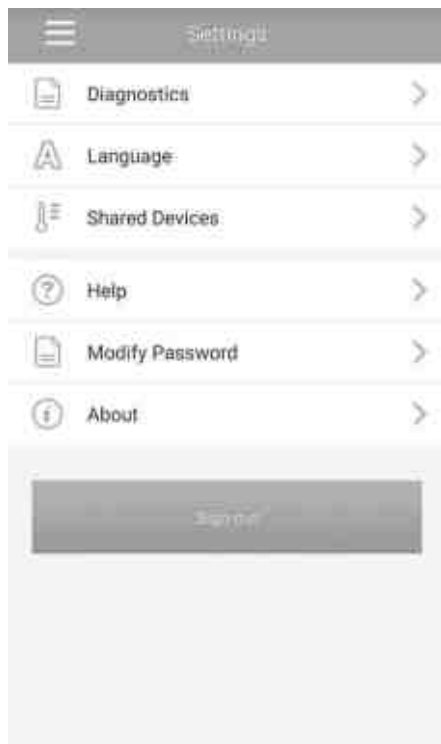 Settings
Diagnostics
Language
Shared Devices
Help
Modify Password
About
Sign out